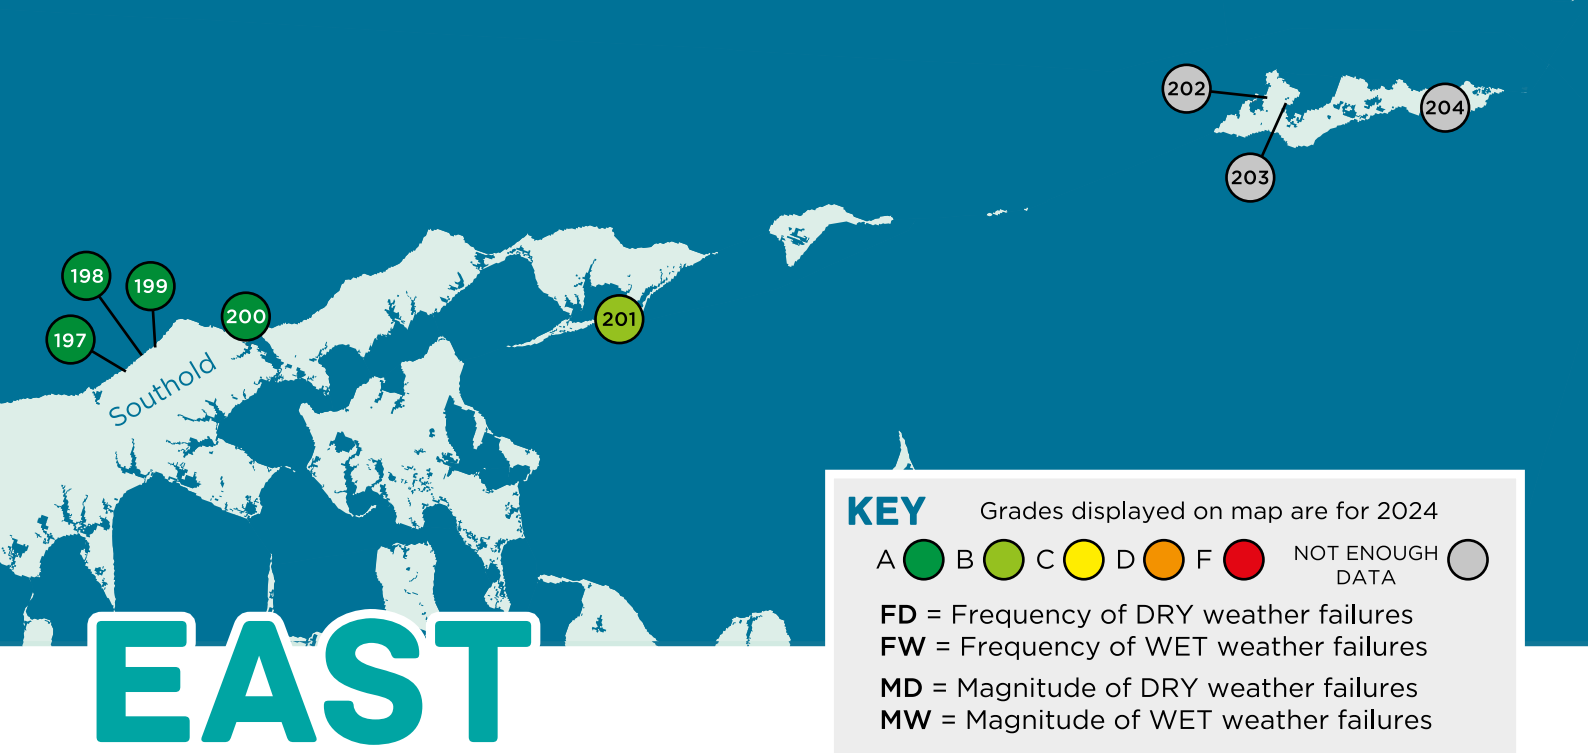 202
204
203
198
199
200
201
197
Southold
KEY
Grades displayed on map are for 2024
A B C D F NOT ENOUGH
DATA
FD = Frequency of DRY weather failures
FW = Frequency of WET weather failures
MD = Magnitude of DRY weather failures
MW = Magnitude of WET weather failures
EAST